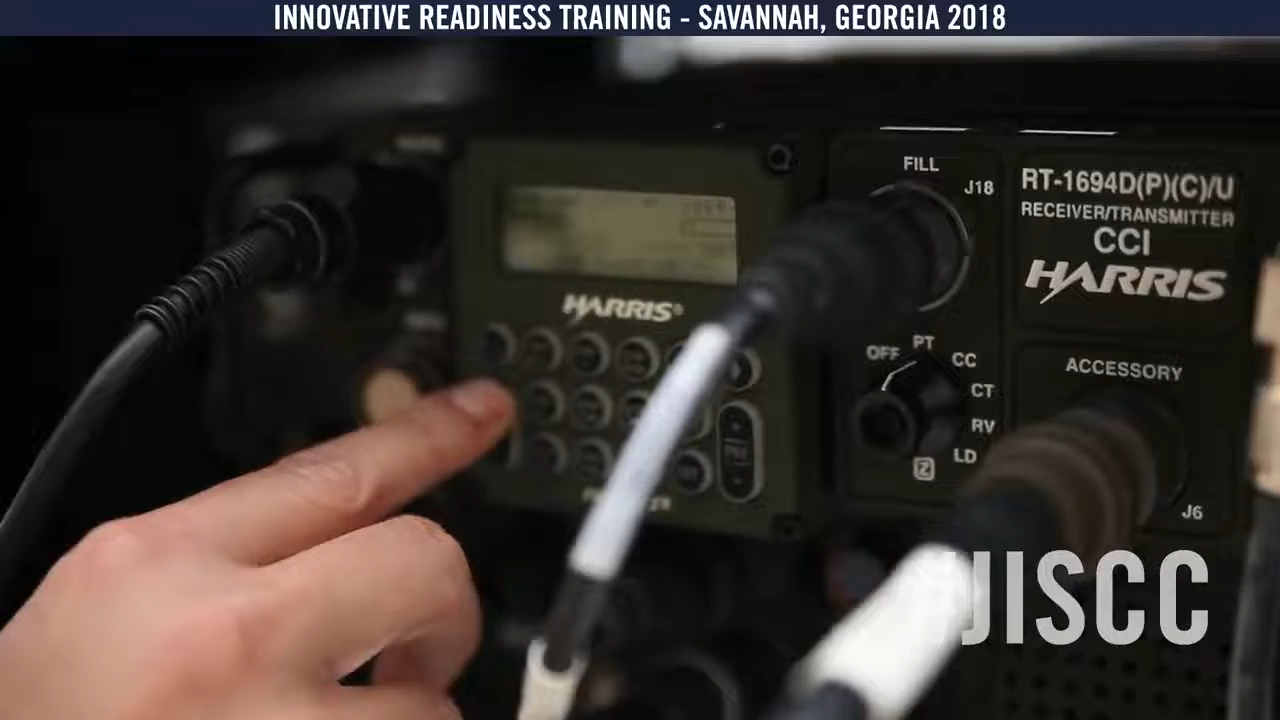 INNOVATIVE READINESS TRAINING - SAVANNAH, GEORGIA 2018
FILL
J18
RT-1694D(P)(C)/U
RECEIVER/TRANSMITTER
CCI
HARRIS
HARRIS®
OFF
PT
CC
CT
RV
LD
Z
ACCESSORY
J6
JISCC